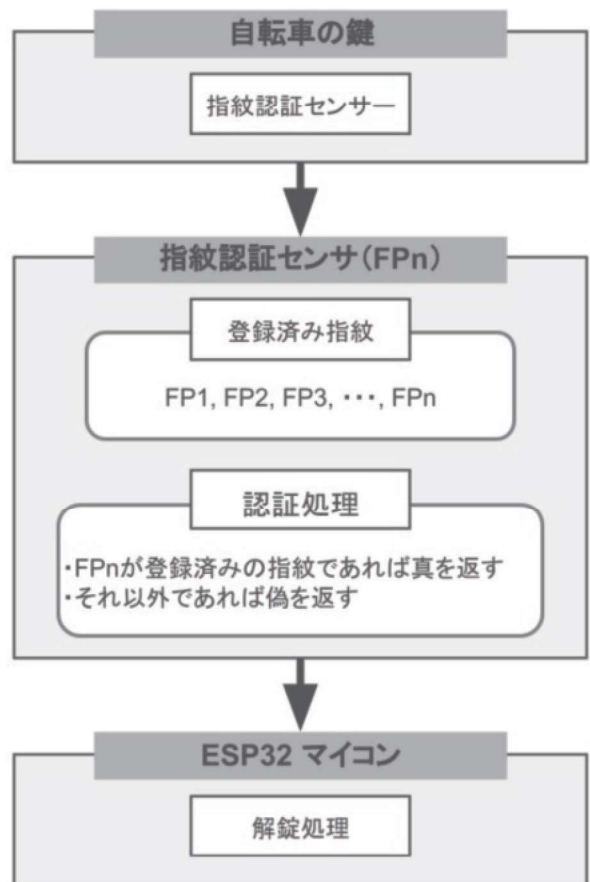 自転車の鍵
指紋認証センサー
指紋認証センサ(FPn)
登録済み指紋
FP1, FP2, FP3, ・・・, FPn
認証処理
・FPnが登録済みの指紋であれば真を返す
・それ以外であれば偽を返す
ESP32 マイコン
解錠処理